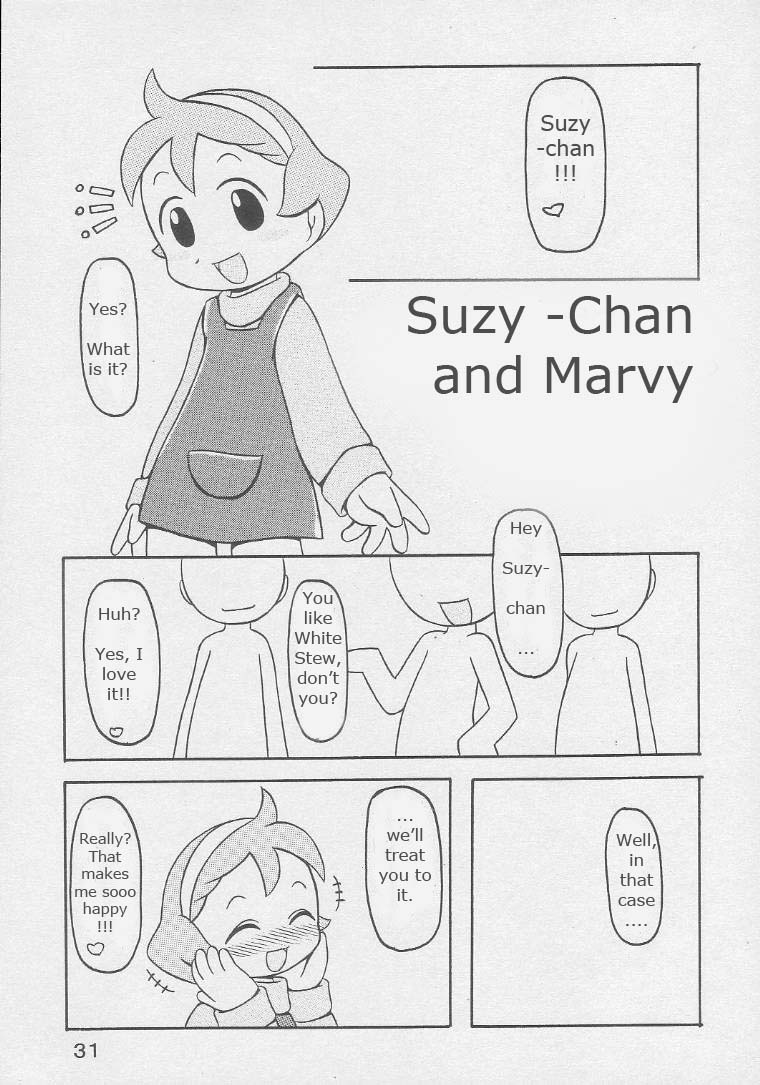 Suzy
-chan
!!!
Yes?
What
is it?
Suzy -Chan
and Marvy
Hey
Suzy-
chan
...
You
like
White
Stew,
don't
you?
Huh?
Yes, I
love
it!!
Well,
in
that
case
....
...
we'll
treat
you to
it.
Really?
That
makes
me sooo
happy
!!!
31